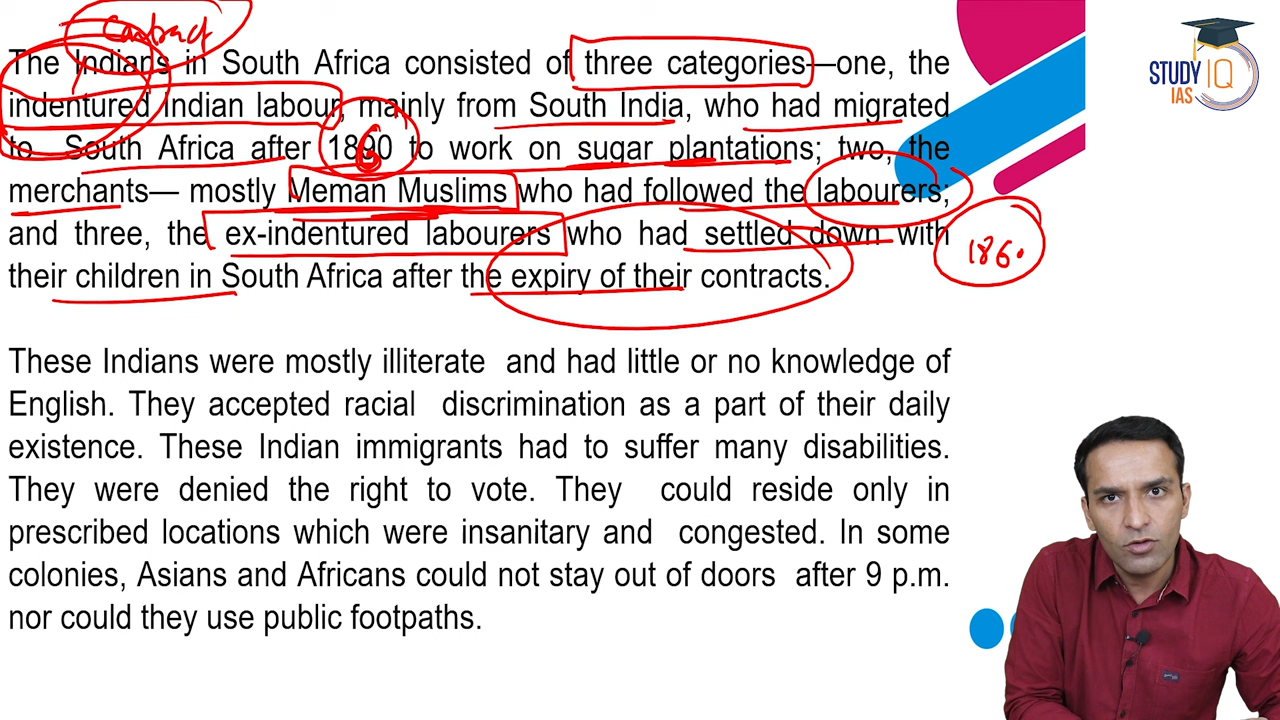 contract
The Indians in South Africa consisted of three categories—one, the
indentured Indian labour, mainly from South India, who had migrated
to South Africa after 1890 to work on sugar plantations; two, the
6
merchants— mostly Meman Muslims who had followed the labourers;
and three, the ex-indentured labourers who had settled down with
1860
their children in South Africa after the expiry of their contracts.
These Indians were mostly illiterate and had little or no knowledge of
English. They accepted racial discrimination as a part of their daily
existence. These Indian immigrants had to suffer many disabilities.
They were denied the right to vote. They could reside only in
prescribed locations which were insanitary and congested. In some
colonies, Asians and Africans could not stay out of doors after 9 p.m.
nor could they use public footpaths.
STUDY IQ
IAS